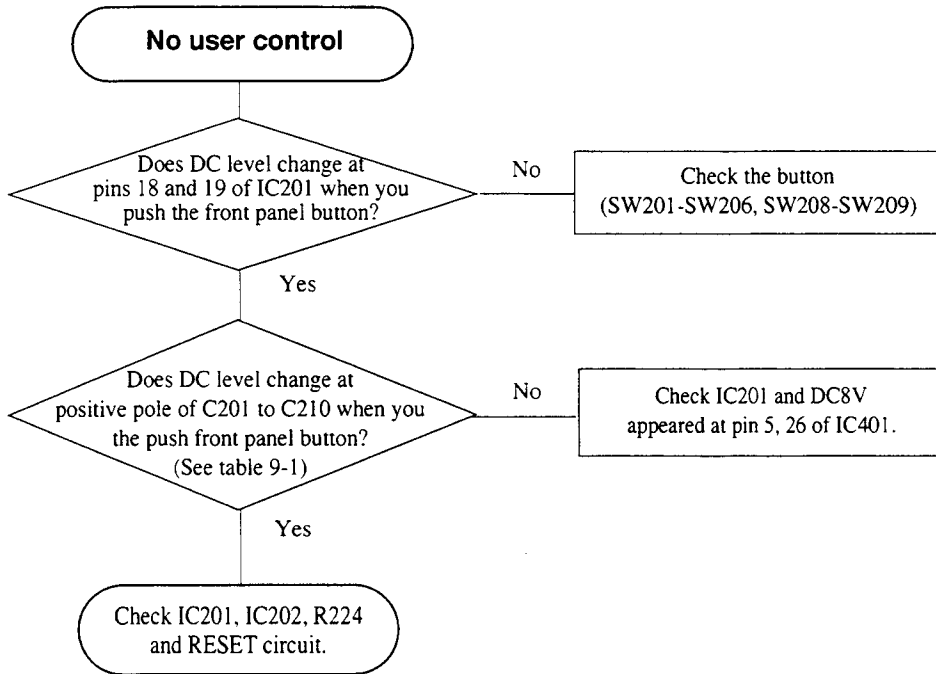 No user control
Does DC level change at
pins 18 and 19 of IC201 when you
push the front panel button?
No
Check the button
(SW201-SW206, SW208-SW209)
Yes
Does DC level change at
positive pole of C201 to C210 when you
the push front panel button?
(See table 9-1)
No
Check IC201 and DC8V
appeared at pin 5, 26 of IC401.
Yes
Check IC201, IC202, R224
and RESET circuit.